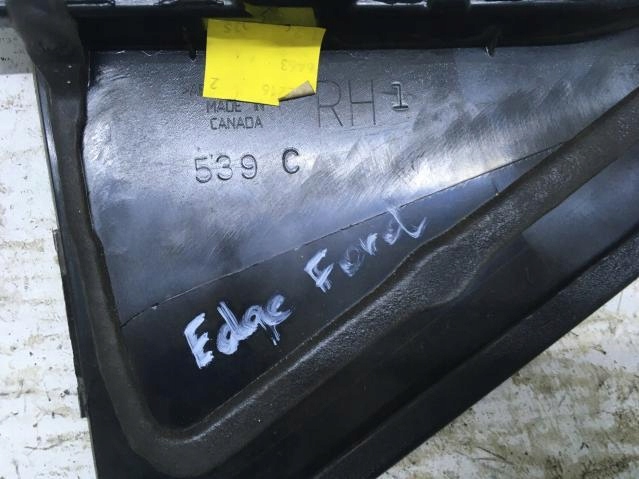 MADE IN
CANADA
RH 1
539 C
Edge Ford